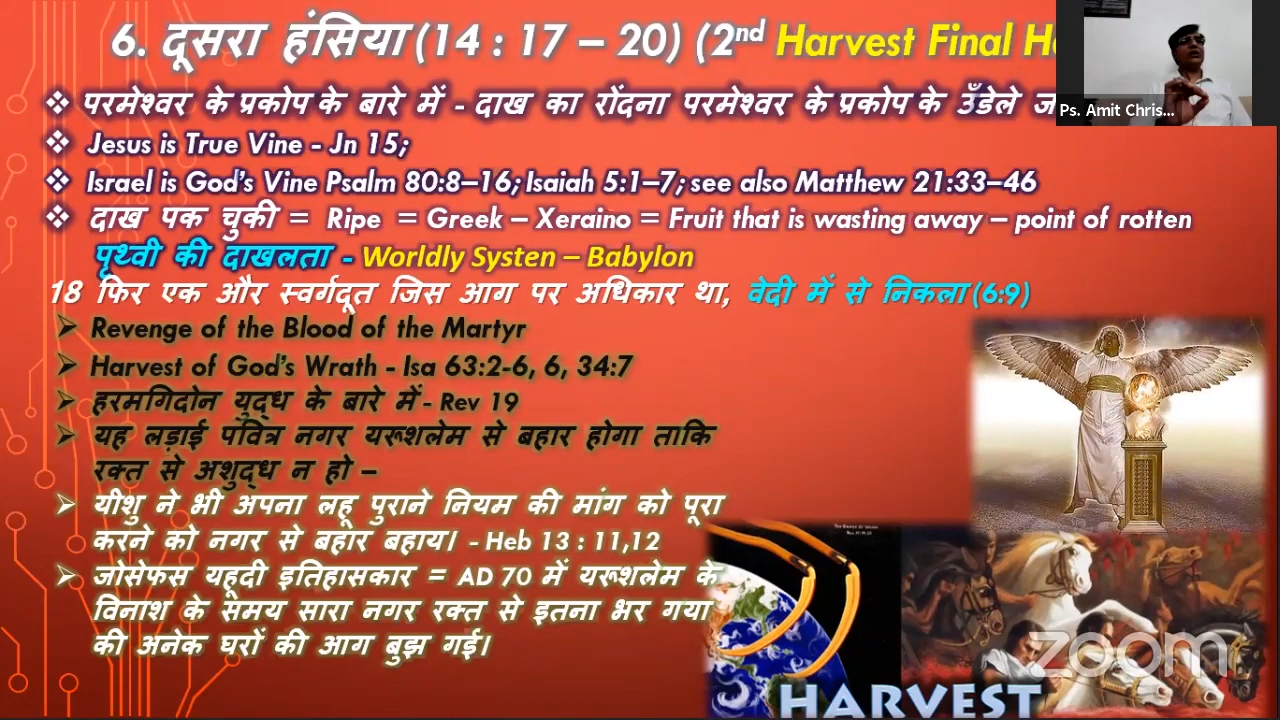 6. दूसरा हंसिया (14 : 17 – 20) (2nd Harvest Final
Ps. Amit Chris...
❖ परमेश्वर के प्रकोप के बारे में - दाख का रोंदना परमेश्वर के प्रकोप के उँडेले
❖ Jesus is True Vine - Jn 15;
❖ Israel is God's Vine Psalm 80:8–16; Isaiah 5:1–7; see also Matthew 21:33–46
❖ दाख पक चुकी = Ripe = Greek – Xeraino = Fruit that is wasting away – point of rotten
पृथ्वी की दाखलता - Worldly Systen – Babylon
18 फिर एक और स्वर्गदूत जिस आग पर अधिकार था, वेदी में से निकला (6:9)
➢ Revenge of the Blood of the Martyr
➢ Harvest of God's Wrath - Isa 63:2-6, 6, 34:7
➢ हरमगिदोन युद्ध के बारे में - Rev 19
➢ यह लड़ाई पवित्र नगर यरूशलेम से बहार होगा ताकि
रक्त से अशुद्ध न हो –
➢ यीशु ने भी अपना लहू पुराने नियम की मांग को पूरा
करने को नगर से बहार बहाय। - Heb 13 : 11,12
➢ जोसेफस यहूदी इतिहासकार = AD 70 में यरूशलेम के
विनाश के समय सारा नगर रक्त से इतना भर गया
की अनेक घरों की आग बुझ गई।
zoom
HARVEST